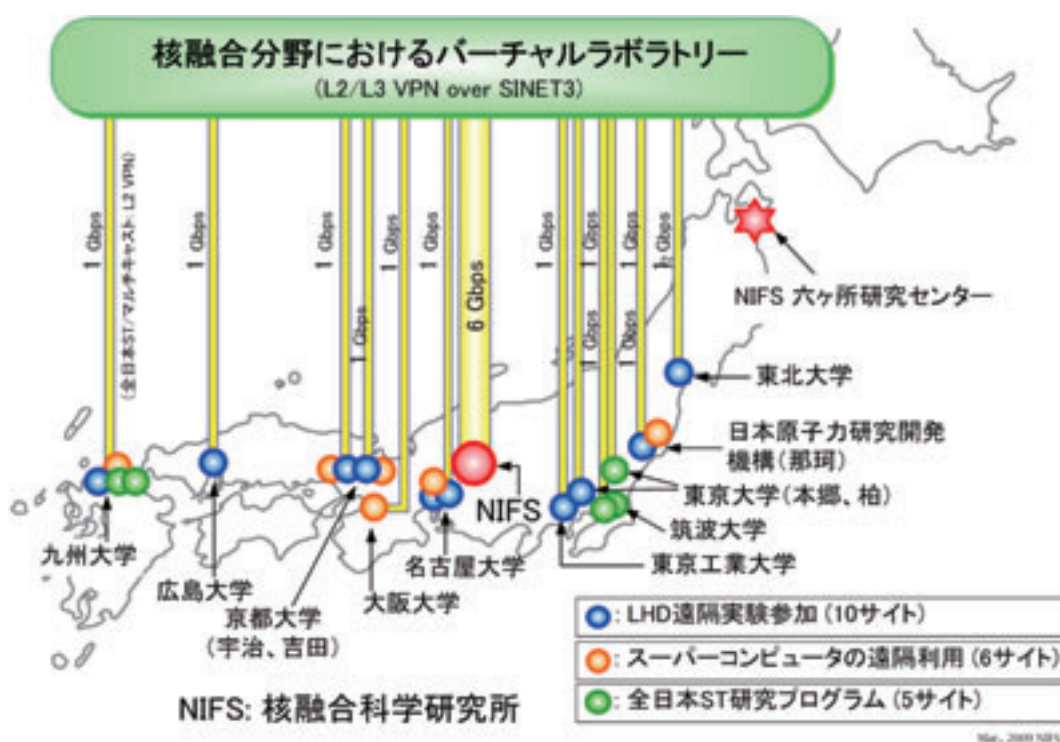 核融合分野におけるバーチャルラボラトリー
(L2/L3 VPN over SINET3)
1 Gbps
(全日本ST/マルチキャスト: L2 VPN)
1 Gbps
1 Gbps
1 Gbps
1 Gbps
1 Gbps
6 Gbps
1 Gbps
1 Gbps
1 Gbps
1 Gbps
1 Gbps
1 Gbps
NIFS 六ヶ所研究センター
東北大学
日本原子力研究開発
機構(那珂)
東京大学(本郷、柏)
筑波大学
東京工業大学
NIFS
名古屋大学
大阪大学
京都大学
(宇治、吉田)
広島大学
九州大学
●: LHD遠隔実験参加 (10サイト)
●: スーパーコンピュータの遠隔利用 (6サイト)
●: 全日本ST研究プログラム (5サイト)
NIFS: 核融合科学研究所
Mar., 2009 NIFS